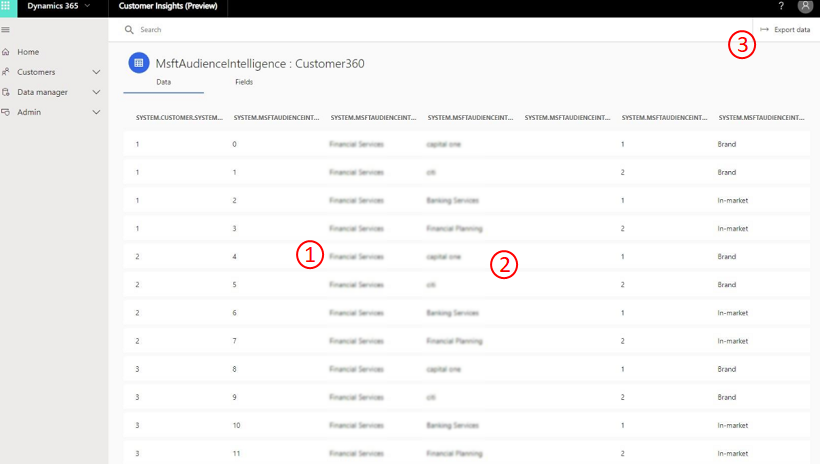 Dynamics 365 Customer Insights (Preview) ?
Search Export data
Home
Customers
Data manager
Admin
MsftAudienceIntelligence : Customer360
Data Fields
SYSTEM.CUSTOMER.SYSTEM... SYSTEM.MSFTAUDIENCEINT... SYSTEM.MSFTAUDIENCEINT... SYSTEM.MSFTAUDIENCEINT... SYSTEM.MSFTAUDIENCEINT... SYSTEM.MSFTAUDIENCEINT... SYSTEM.MSFTAUDIENCEINT...
1 0 Financial Services capital one 1 Brand
1 1 Financial Services citi 2 Brand
1 2 Financial Services Banking Services 1 In-market
1 3 Financial Services Financial Planning 2 In-market
2 4 Financial Services capital one 1 Brand
2 5 Financial Services citi 2 Brand
2 6 Financial Services Banking Services 1 In-market
2 7 Financial Services Financial Planning 2 In-market
3 8 Financial Services capital one 1 Brand
3 9 Financial Services citi 2 Brand
3 10 Financial Services Banking Services 1 In-market
3 11 Financial Services Financial Planning 2 In-market
1
2
3